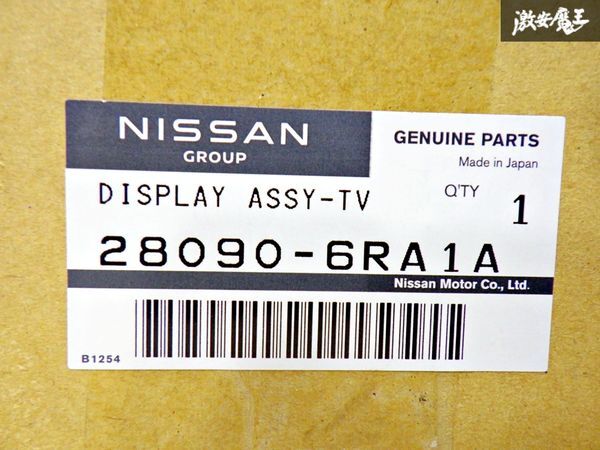 激安魔王
NISSAN
GROUP
GENUINE PARTS
Made in Japan
DISPLAY ASSY-TV
Q'TY 1
28090-6RA1A
Nissan Motor Co., Ltd.
B1254